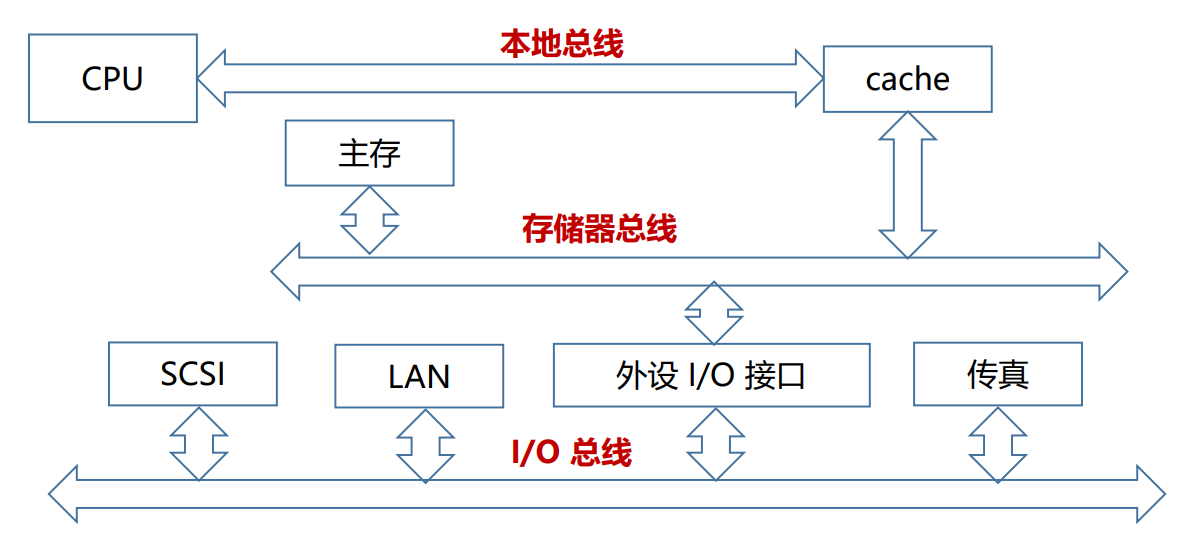 本地总线
CPU
cache
主存
存储器总线
SCSI
LAN
外设 I/O 接口
传真
I/O 总线